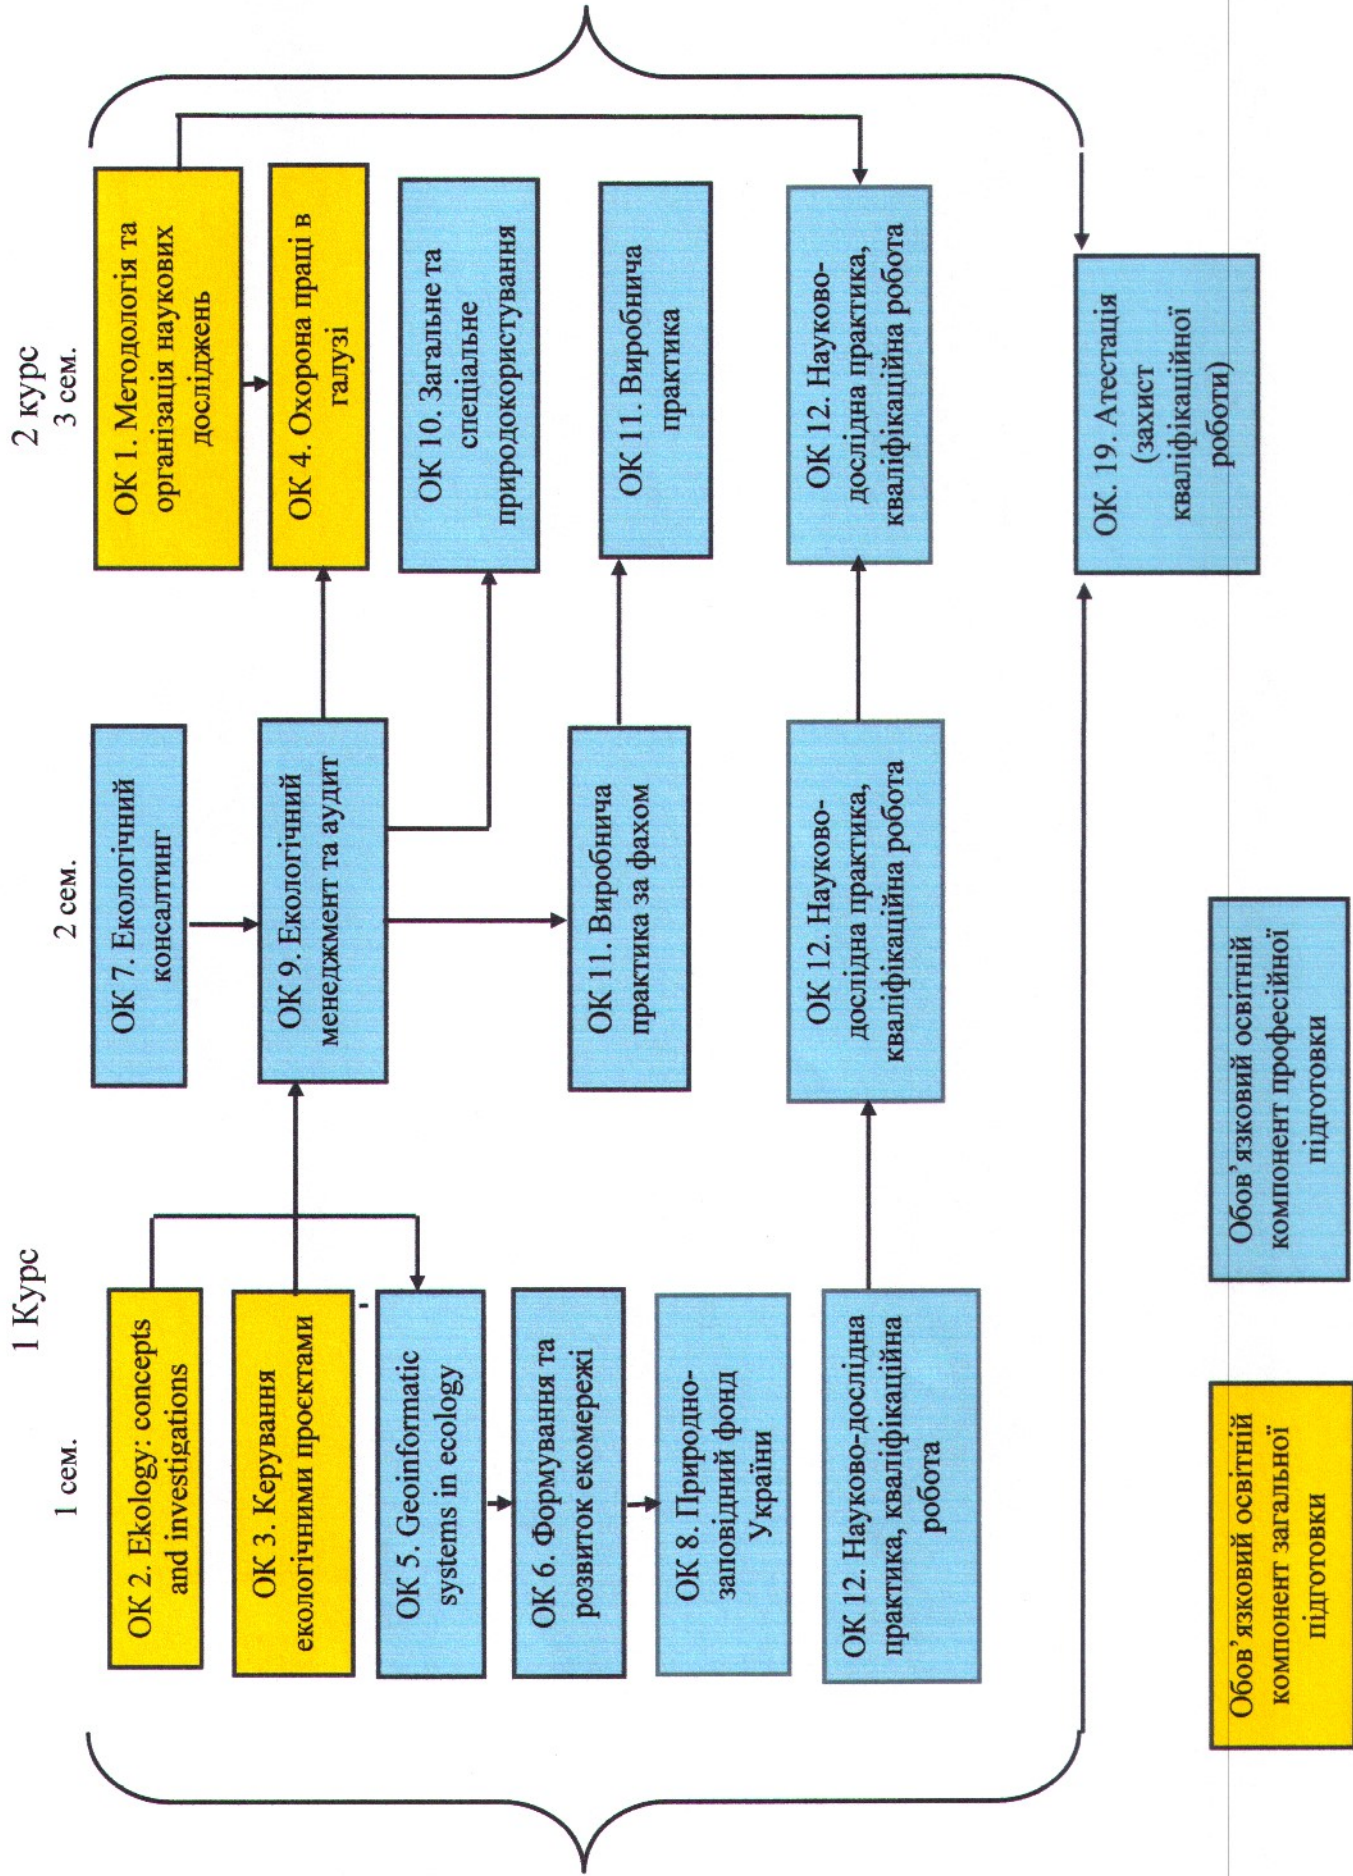 1 Курс
2 курс
1 сем.
2 сем.
3 сем.
ОК 2. Ekology: concepts
and investigations
ОК 3. Керування
екологічними проєктами
ОК 5. Geoinformatic
systems in ecology
ОК 6. Формування та
розвиток екомережі
ОК 8. Природно-
заповідний фонд
України
ОК 12. Науково-дослідна
практика, кваліфікаційна
робота
ОК 7. Екологічний
консалтинг
ОК 9. Екологічний
менеджмент та аудит
ОК 11. Виробнича
практика за фахом
ОК 12. Науково-
дослідна практика,
кваліфікаційна робота
ОК 1. Методологія та
організація наукових
досліджень
ОК 4. Охорона праці в
галузі
ОК 10. Загальне та
спеціальне
природокористування
ОК 11. Виробнича
практика
ОК 12. Науково-
дослідна практика,
кваліфікаційна робота
ОК. 19. Атестація
(захист
кваліфікаційної
роботи)
Обов’язковий освітній
компонент загальної
підготовки
Обов’язковий освітній
компонент професійної
підготовки